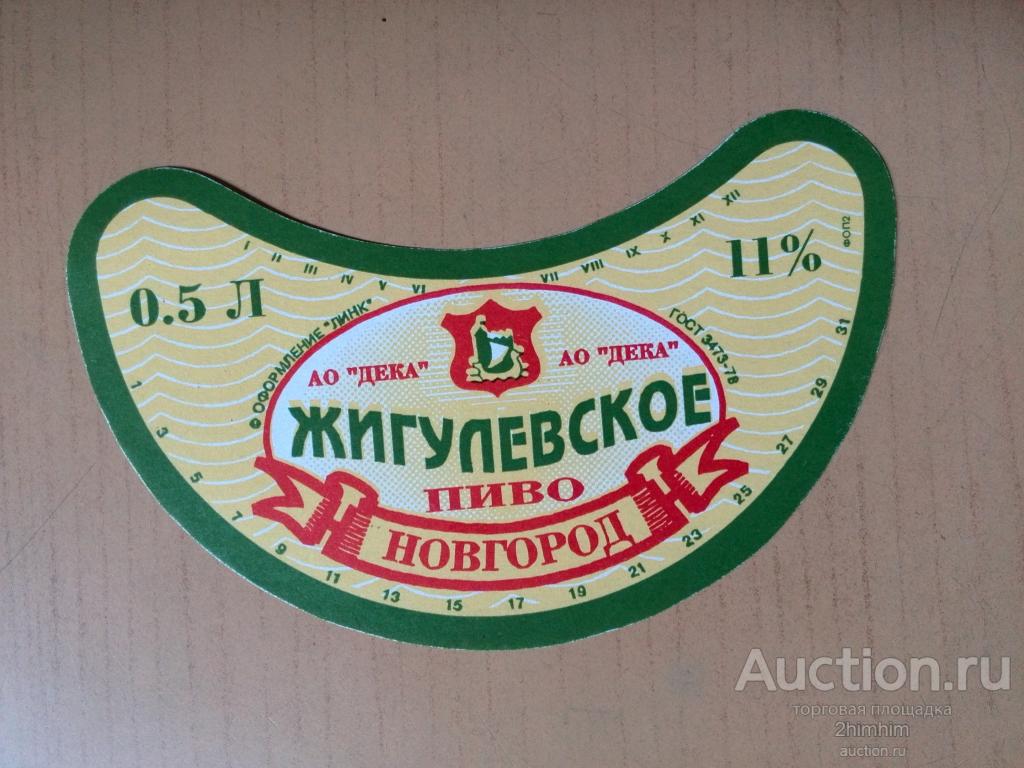 I II III IV V VI VII VIII IX X XI XII
0.5 Л
11%
ФОП2
© ОФОРМЛЕНИЕ "ЛИНК"
ГОСТ 3473-78
АО "ДЕКА"
АО "ДЕКА"
ЖИГУЛЕВСКОЕ
ПИВО
НОВГОРОД
1 3 5 7 9 11 13 15 17 19 21 23 25 27 29 31
Auction.ru
торговая площадка
2himhim
auction.ru